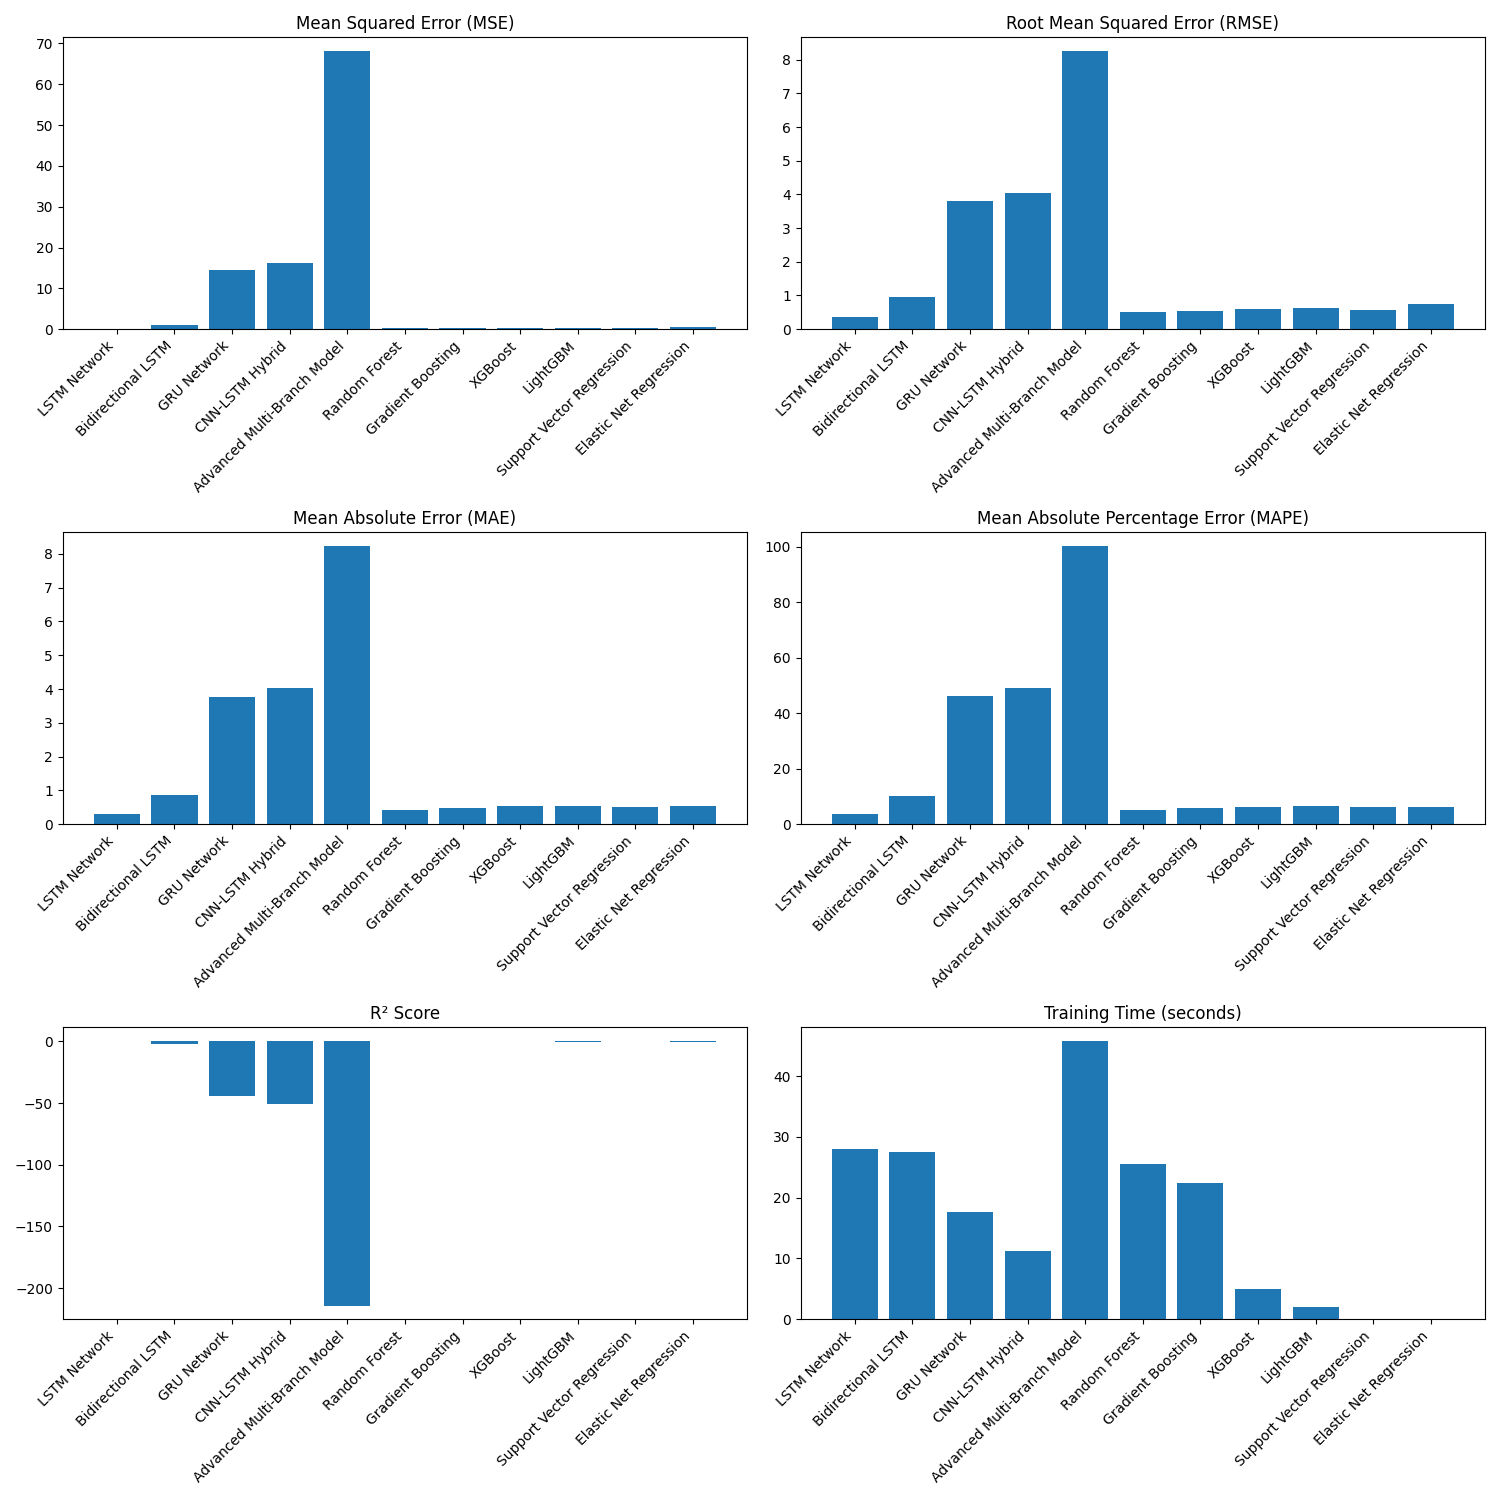 Mean Squared Error (MSE)
70
60
50
40
30
20
10
0
LSTM Network
Bidirectional LSTM
GRU Network
CNN-LSTM Hybrid
Advanced Multi-Branch Model
Random Forest
Gradient Boosting
XGBoost
LightGBM
Support Vector Regression
Elastic Net Regression
Root Mean Squared Error (RMSE)
8
7
6
5
4
3
2
1
0
LSTM Network
Bidirectional LSTM
GRU Network
CNN-LSTM Hybrid
Advanced Multi-Branch Model
Random Forest
Gradient Boosting
XGBoost
LightGBM
Support Vector Regression
Elastic Net Regression
Mean Absolute Error (MAE)
8
7
6
5
4
3
2
1
0
LSTM Network
Bidirectional LSTM
GRU Network
CNN-LSTM Hybrid
Advanced Multi-Branch Model
Random Forest
Gradient Boosting
XGBoost
LightGBM
Support Vector Regression
Elastic Net Regression
Mean Absolute Percentage Error (MAPE)
100
80
60
40
20
0
LSTM Network
Bidirectional LSTM
GRU Network
CNN-LSTM Hybrid
Advanced Multi-Branch Model
Random Forest
Gradient Boosting
XGBoost
LightGBM
Support Vector Regression
Elastic Net Regression
R² Score
0
−50
−100
−150
−200
LSTM Network
Bidirectional LSTM
GRU Network
CNN-LSTM Hybrid
Advanced Multi-Branch Model
Random Forest
Gradient Boosting
XGBoost
LightGBM
Support Vector Regression
Elastic Net Regression
Training Time (seconds)
40
30
20
10
0
LSTM Network
Bidirectional LSTM
GRU Network
CNN-LSTM Hybrid
Advanced Multi-Branch Model
Random Forest
Gradient Boosting
XGBoost
LightGBM
Support Vector Regression
Elastic Net Regression